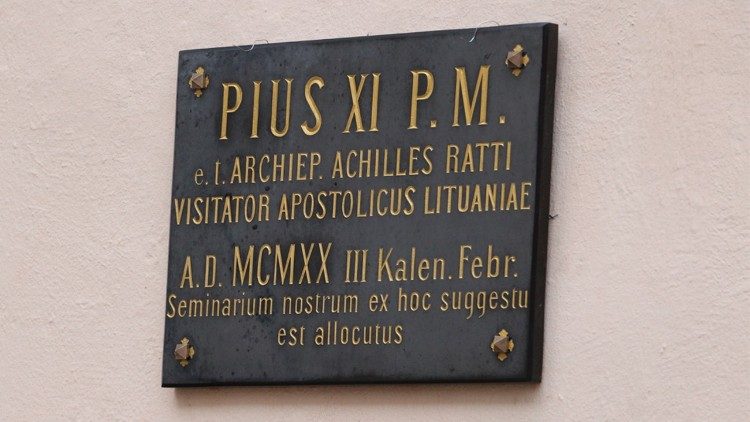 PIUS XI P.M.
e.t. ARCHIEP. ACHILLES RATTI
VISITATOR APOSTOLICUS LITUANIAE
A.D. MCMXX III Kalen. Febr.
Seminarium nostrum ex hoc suggestu
est allocutus